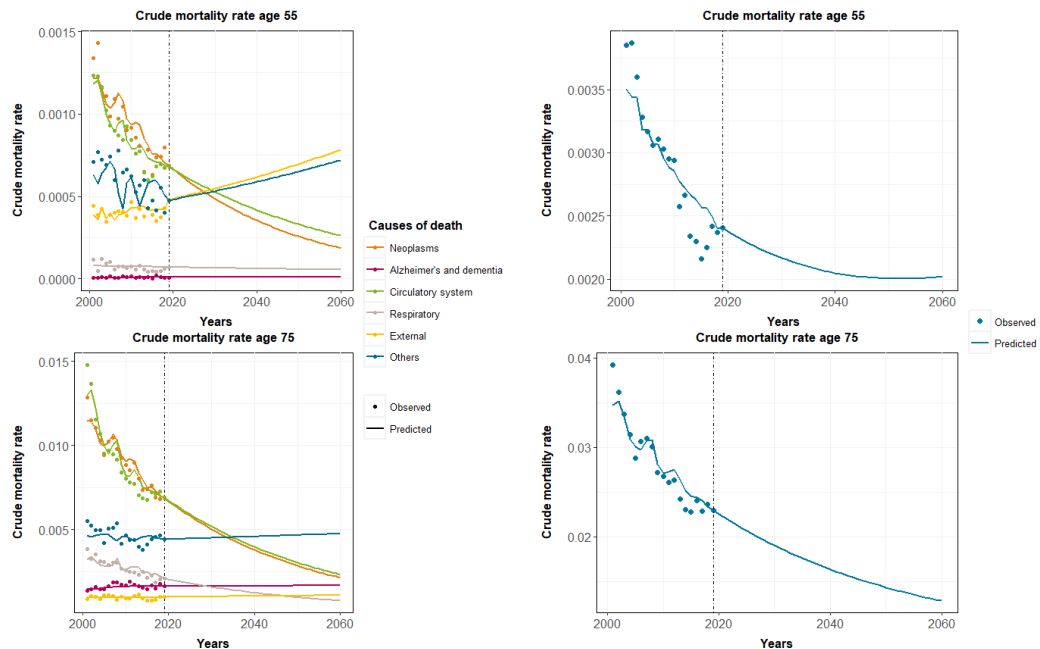 Crude mortality rate age 55
0.0015
0.0010
0.0005
0.0000
Crude mortality rate
2000
2020
2040
2060
Years
Crude mortality rate age 75
0.015
0.010
0.005
Crude mortality rate
2000
2020
2040
2060
Years
Causes of death
Neoplasms
Alzheimer's and dementia
Circulatory system
Respiratory
External
Others
Observed
Predicted
Crude mortality rate age 55
0.0035
0.0030
0.0025
0.0020
Crude mortality rate
2000
2020
2040
2060
Years
Crude mortality rate age 75
0.04
0.03
0.02
Crude mortality rate
2000
2020
2040
2060
Years
Observed
Predicted